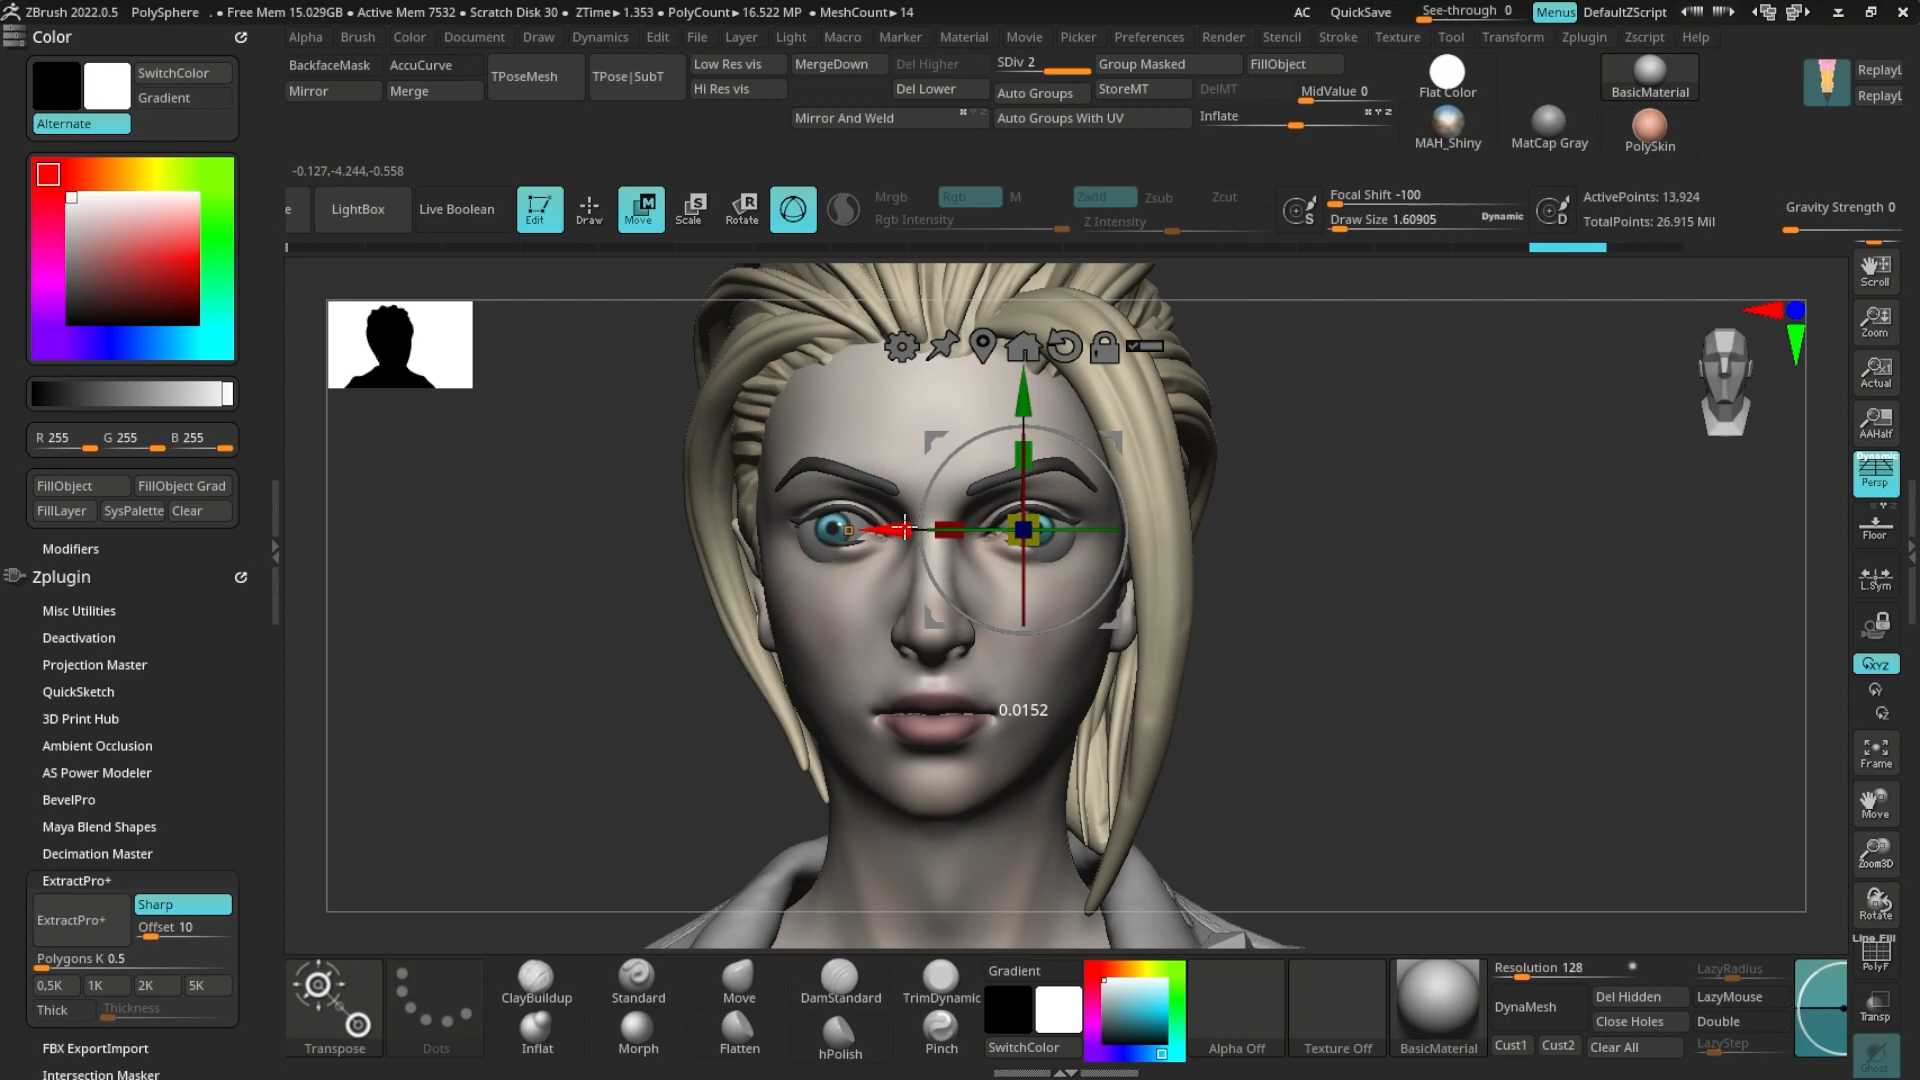 ZBrush 2022.0.5 PolySphere . • Free Mem 15.029GB • Active Mem 7532 • Scratch Disk 30 • ZTime▸1.353 • PolyCount▸16.522 MP • MeshCount▸14 AC QuickSave See-through 0 Menus DefaultZScript
Color
Alpha Brush Color Document Draw Dynamics Edit File Layer Light Macro Marker Material Movie Picker Preferences Render Stencil Stroke Texture Tool Transform Zplugin Zscript Help
SwitchColor
Gradient
Alternate
BackfaceMask AccuCurve TPoseMesh TPose|SubT Low Res vis MergeDown Del Higher SDiv 2 Group Masked FillObject
Mirror Merge Hi Res vis Del Lower Auto Groups StoreMT DelMT MidValue 0
Mirror And Weld Auto Groups With UV Inflate
Flat Color BasicMaterial
MAH_Shiny MatCap Gray PolySkin
ReplayL
ReplayL
-0.127,-4.244,-0.558
e LightBox Live Boolean Edit Draw Move Scale Rotate
Mrgb Rgb M Zadd Zsub Zcut
Rgb Intensity Z Intensity
S Focal Shift -100
Draw Size 1.60905 Dynamic D
ActivePoints: 13,924
TotalPoints: 26.915 Mil
Gravity Strength 0
R 255 G 255 B 255
FillObject FillObject Grad
FillLayer SysPalette Clear
Modifiers
Zplugin
Misc Utilities
Deactivation
Projection Master
QuickSketch
3D Print Hub
Ambient Occlusion
AS Power Modeler
BevelPro
Maya Blend Shapes
Decimation Master
ExtractPro+
ExtractPro+ Sharp
Offset 10
Polygons K 0.5
0,5K 1K 2K 5K
Thick Thickness
FBX ExportImport
Intersection Masker
0.0152
Scroll
Zoom
Actual
AAHalf
Dynamic
Persp
Floor
L.Sym
XYZ
Y
Z
Frame
Move
Zoom3D
Rotate
Line Fill
PolyF
Transp
Ghost
Transpose Dots
ClayBuildup Standard Move DamStandard TrimDynamic
Inflat Morph Flatten hPolish Pinch
Gradient
SwitchColor
Alpha Off Texture Off BasicMaterial
Resolution 128
DynaMesh
Cust1 Cust2
Del Hidden
Close Holes
Clear All
LazyRadius
LazyMouse
Double
LazyStep